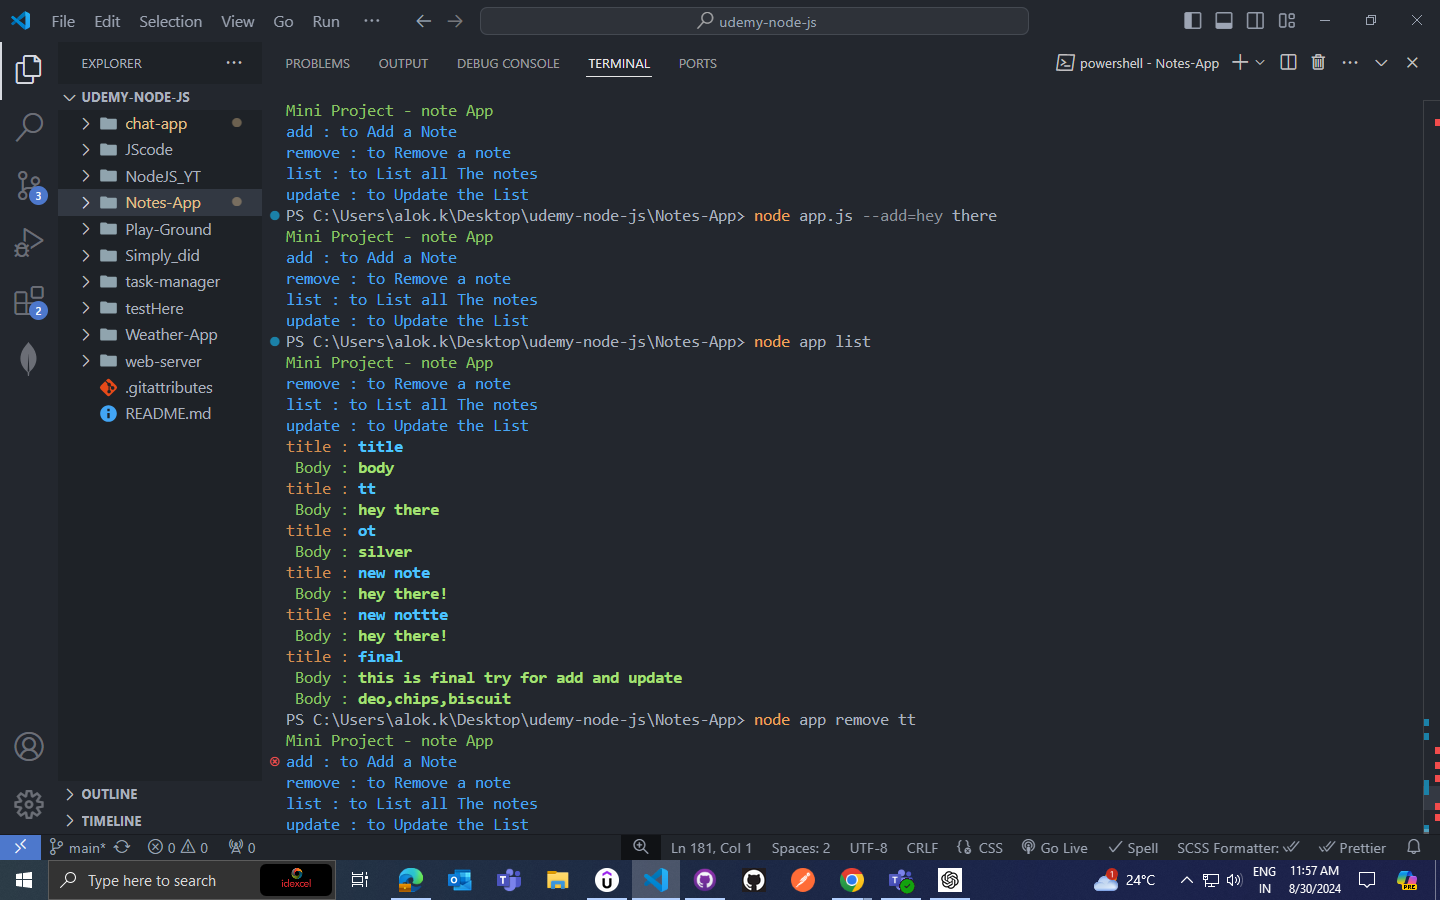 File Edit Selection View Go Run ··· udemy-node-js
EXPLORER ···
PROBLEMS OUTPUT DEBUG CONSOLE TERMINAL PORTS
powershell - Notes-App
UDEMY-NODE-JS
chat-app
JScode
NodeJS_YT
Notes-App
Play-Ground
Simply_did
task-manager
testHere
Weather-App
web-server
.gitattributes
README.md
OUTLINE
TIMELINE
3
2
Mini Project - note App
add : to Add a Note
remove : to Remove a note
list : to List all The notes
update : to Update the List
PS C:\Users\alok.k\Desktop\udemy-node-js\Notes-App> node app.js --add=hey there
Mini Project - note App
add : to Add a Note
remove : to Remove a note
list : to List all The notes
update : to Update the List
PS C:\Users\alok.k\Desktop\udemy-node-js\Notes-App> node app list
Mini Project - note App
remove : to Remove a note
list : to List all The notes
update : to Update the List
title : title
Body : body
title : tt
Body : hey there
title : ot
Body : silver
title : new note
Body : hey there!
title : new nottte
Body : hey there!
title : final
Body : this is final try for add and update
Body : deo,chips,biscuit
PS C:\Users\alok.k\Desktop\udemy-node-js\Notes-App> node app remove tt
Mini Project - note App
add : to Add a Note
remove : to Remove a note
list : to List all The notes
update : to Update the List
main* 0 0 0 Ln 181, Col 1 Spaces: 2 UTF-8 CRLF CSS Go Live Spell SCSS Formatter: Prettier
Type here to search idexcel 1 24°C ENG 11:57 AM
IN 8/30/2024 PRE